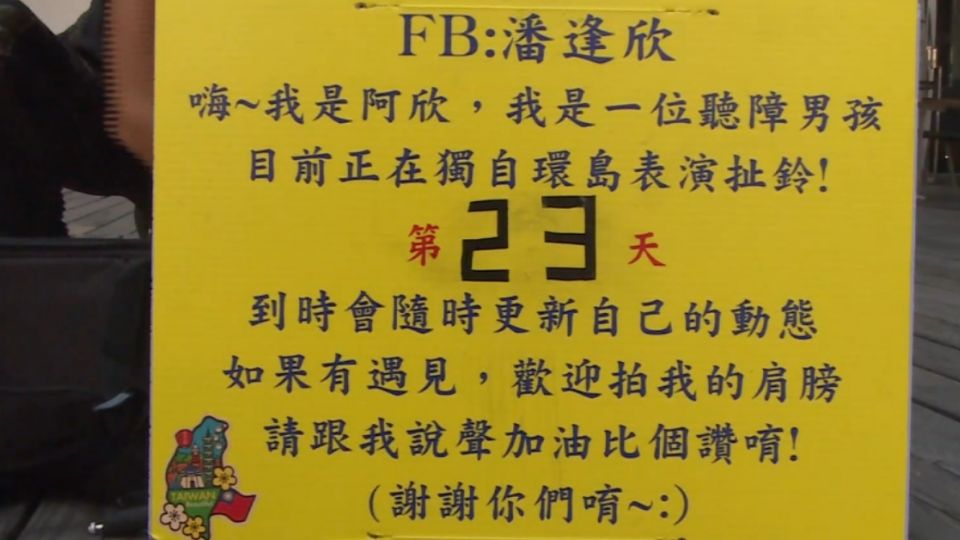 FB:潘逢欣
嗨~我是阿欣，我是一位聽障男孩
目前正在獨自環島表演扯鈴!
第23天
到時會隨時更新自己的動態
如果有遇見，歡迎拍我的肩膀
請跟我說聲加油比個讚唷!
(謝謝你們唷~:)
TAIWAN